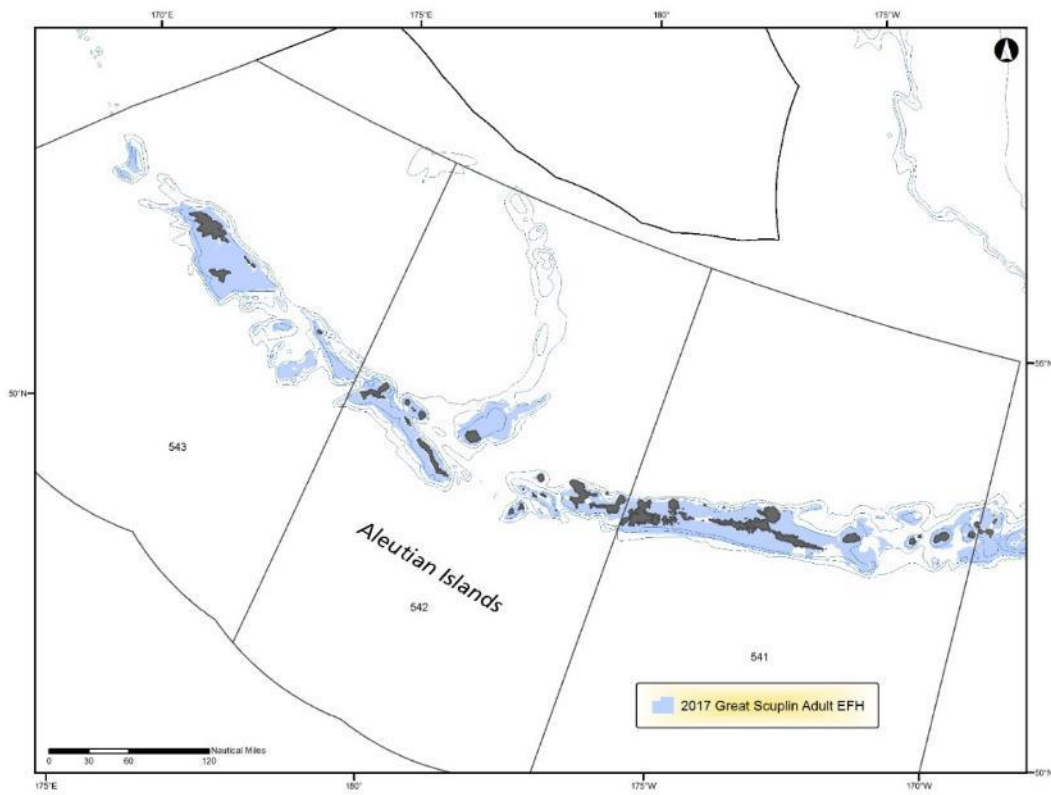 170°E 175°E 180° 175°W
50°N
55°N
543
Aleutian Islands
542
541
2017 Great Scuplin Adult EFH
Nautical Miles
0 30 60 120
50°N
175°E 180° 175°W 170°W